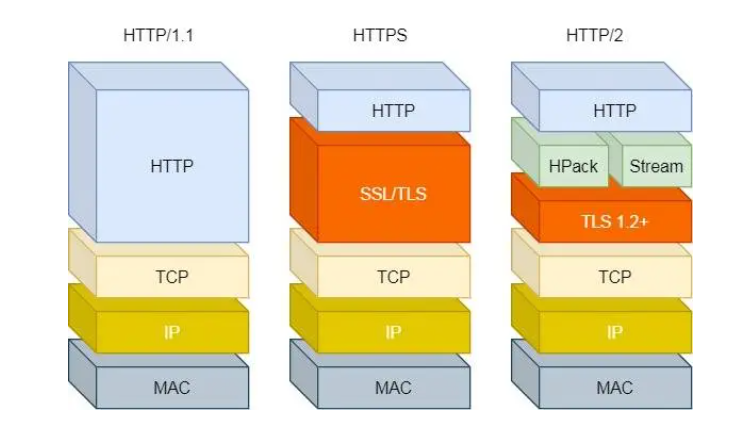 HTTP/1.1
HTTP
TCP
IP
MAC
HTTPS
HTTP
SSL/TLS
TCP
IP
MAC
HTTP/2
HTTP
HPack
Stream
TLS 1.2+
TCP
IP
MAC